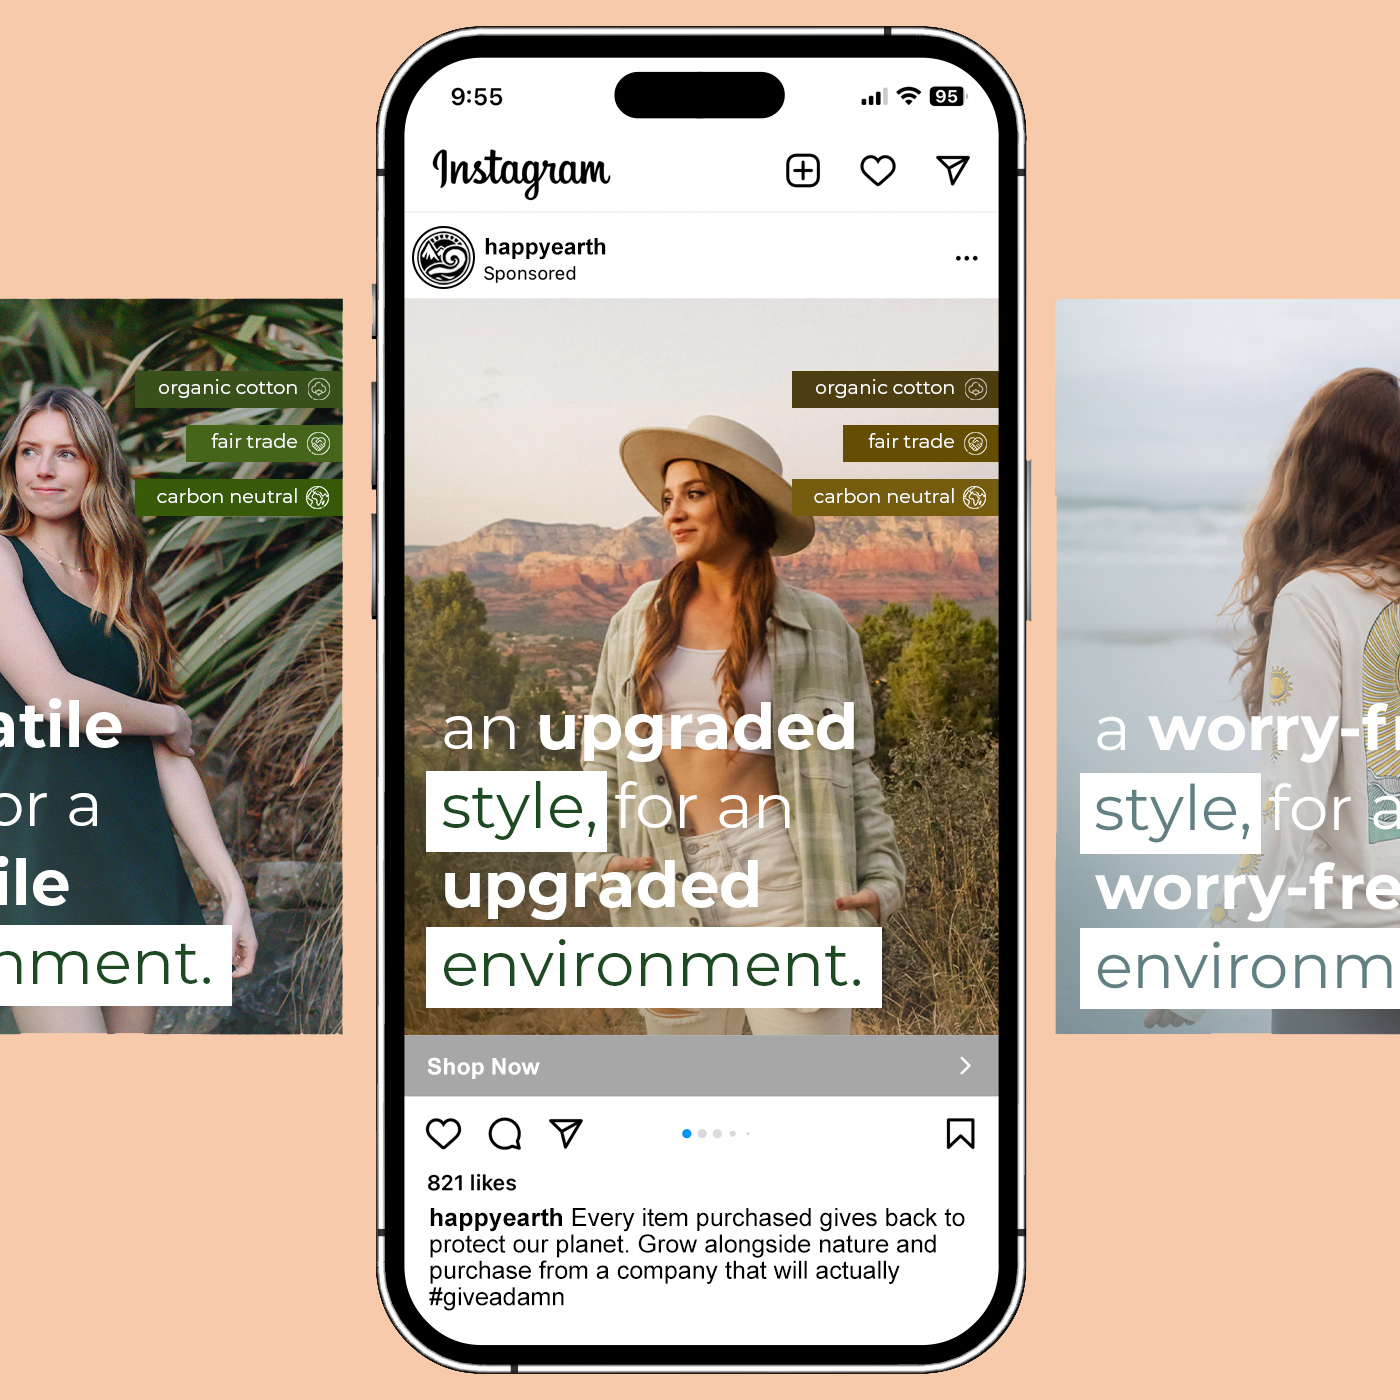 9:55
95
Instagram
happyearth
Sponsored
organic cotton
fair trade
carbon neutral
an upgraded
style, for an
upgraded
environment.
Shop Now
821 likes
happyearth Every item purchased gives back to
protect our planet. Grow alongside nature and
purchase from a company that will actually
#giveadamn
organic cotton
fair trade
carbon neutral
atile
or a
ile
nment.
a worry-f
style, for a
worry-fre
environm